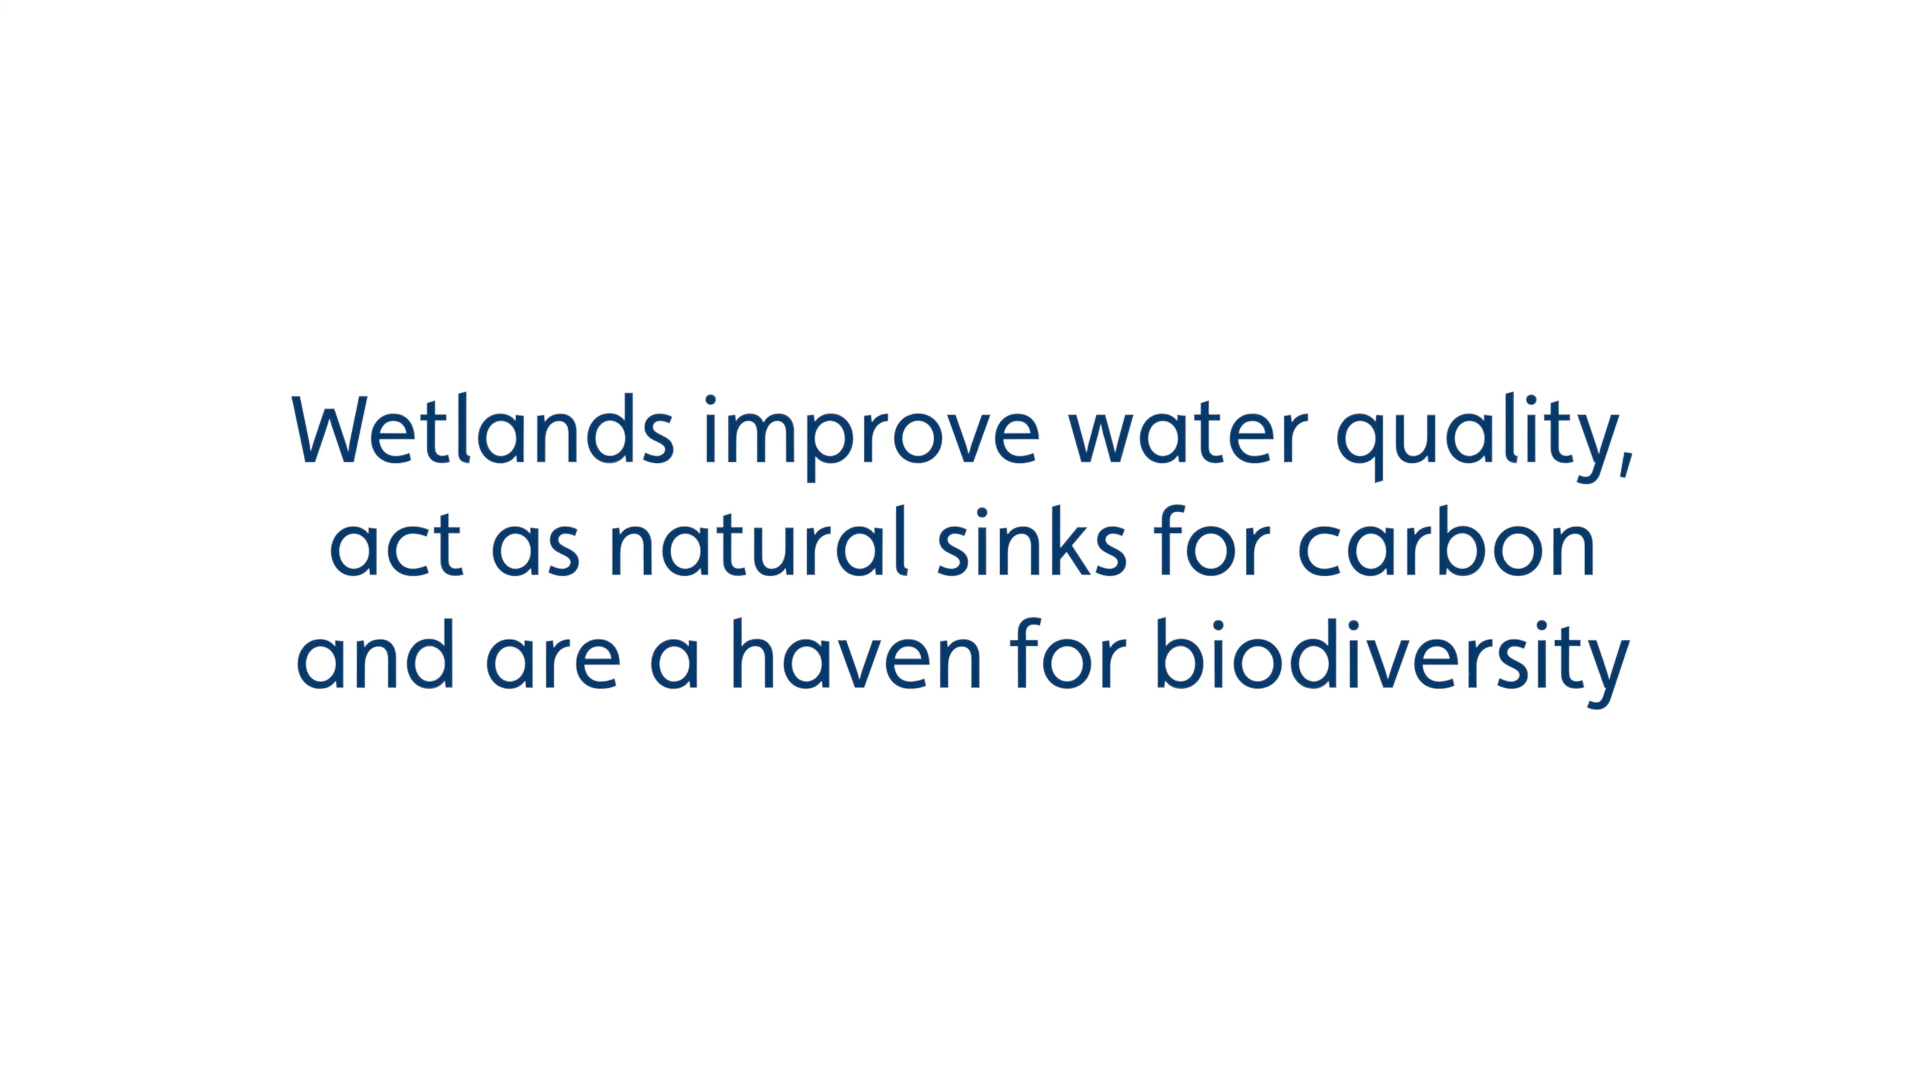 Wetlands improve water quality,
act as natural sinks for carbon
and are a haven for biodiversity